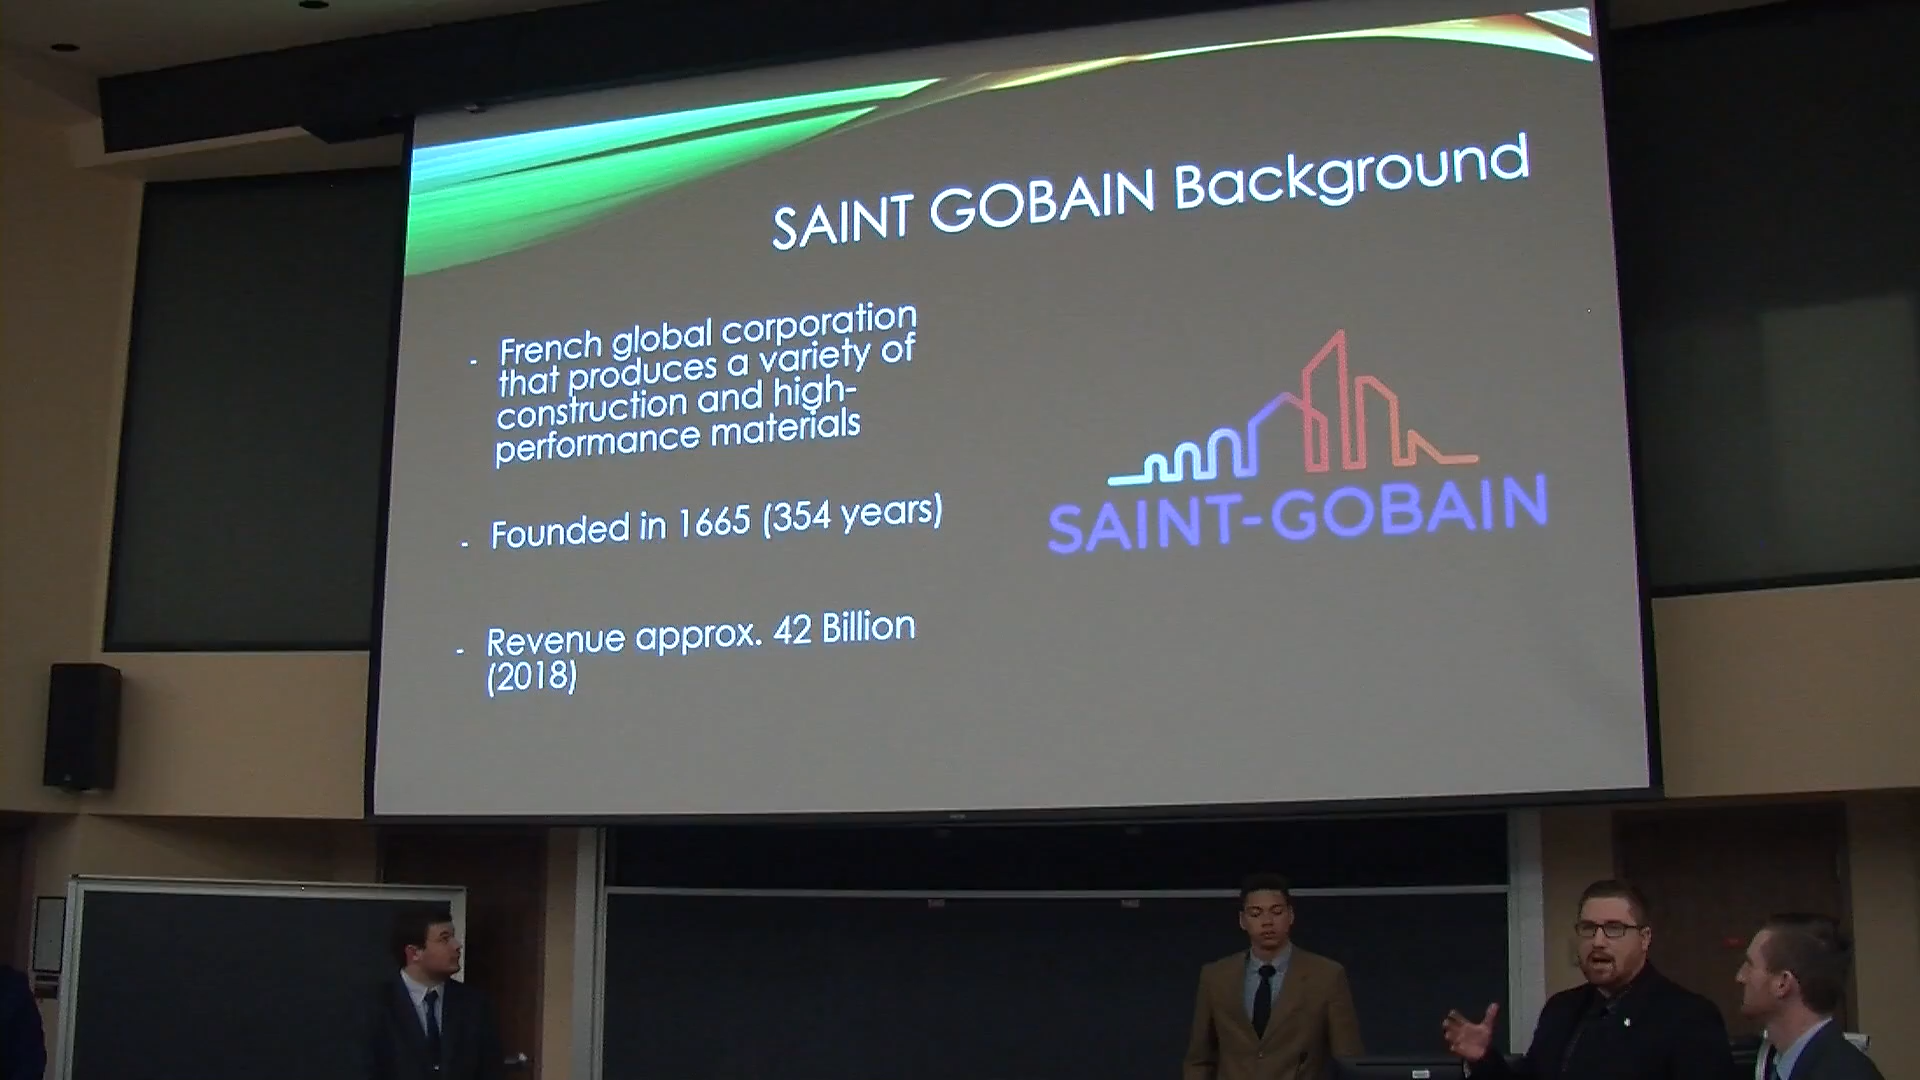 SAINT GOBAIN Background
- French global corporation
that produces a variety of
construction and high-
performance materials
- Founded in 1665 (354 years)
- Revenue approx. 42 Billion
(2018)
SAINT-GOBAIN